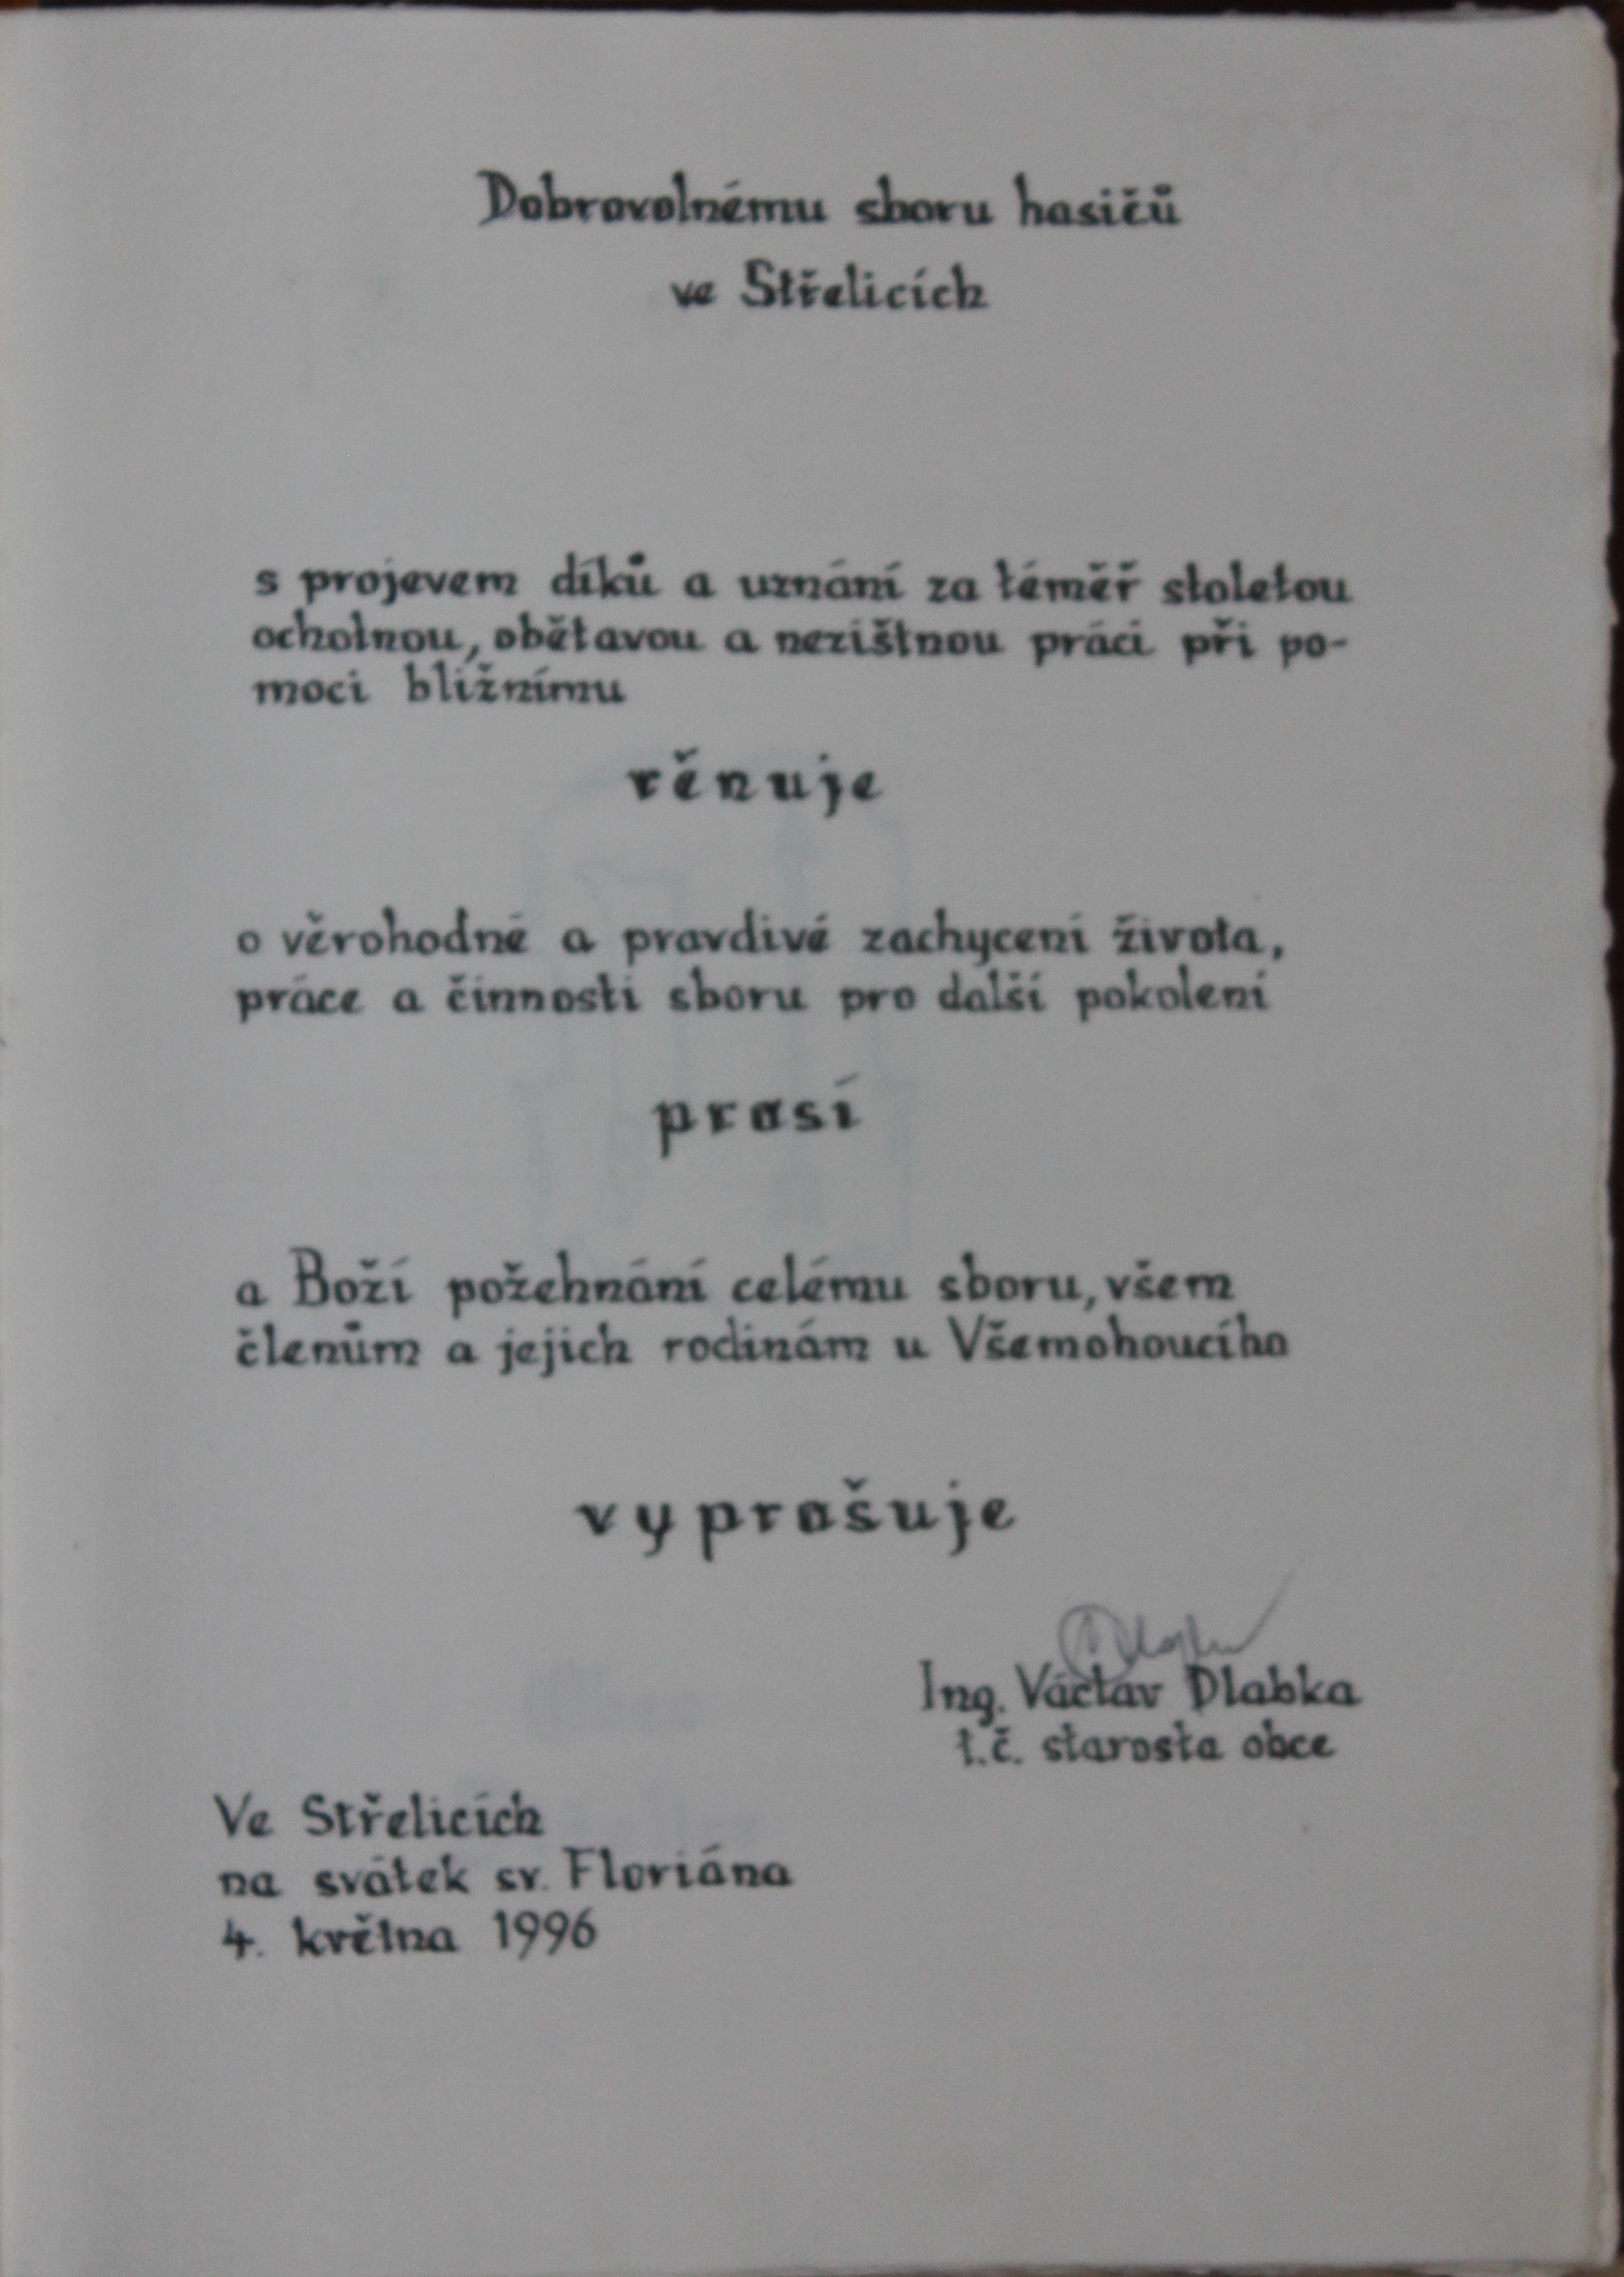 Dobrovolnému sboru hasičů
ve Střelicích
s projevem díků a uznání za téměř stoletou
ochotnou, obětavou a nezištnou práci při po-
moci bližnímu
věnuje
o věrohodné a pravdivé zachycení života,
práce a činnosti sboru pro další pokolení
prosí
a Boží požehnání celému sboru, všem
členům a jejich rodinám u Všemohoucího
vyprošuje
Ing. Václav Dlabka
t.č. starosta obce
Ve Střelicích
na svátek sv. Floriána
4. května 1996